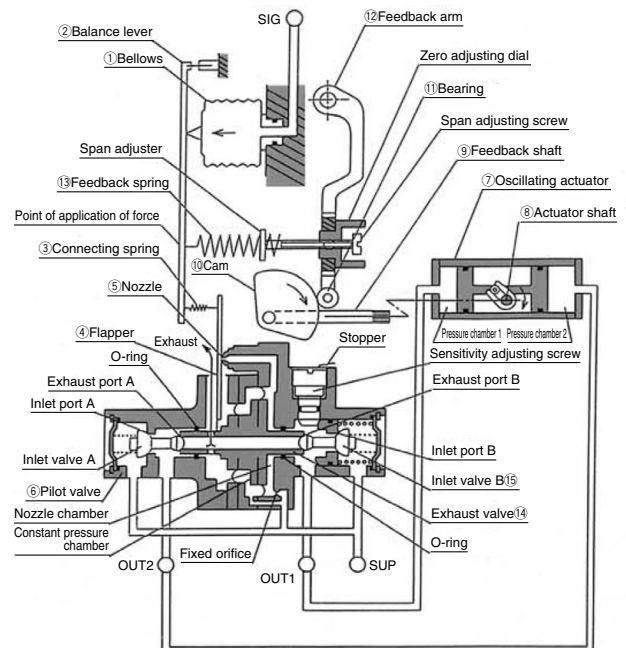 SIG
⑫Feedback arm
②Balance lever
①Bellows
Zero adjusting dial
⑪Bearing
Span adjusting screw
Span adjuster
⑨Feedback shaft
⑬Feedback spring
⑦Oscillating actuator
⑧Actuator shaft
Point of application of force
③Connecting spring
⑩Cam
⑤Nozzle
④Flapper
Exhaust
Pressure chamber 1
Pressure chamber 2
Stopper
O-ring
Sensitivity adjusting screw
Exhaust port A
Exhaust port B
Inlet port A
Inlet port B
Inlet valve A
Inlet valve B⑮
⑥Pilot valve
Nozzle chamber
Exhaust valve⑭
Constant pressure
chamber
Fixed orifice
O-ring
OUT2
OUT1
SUP